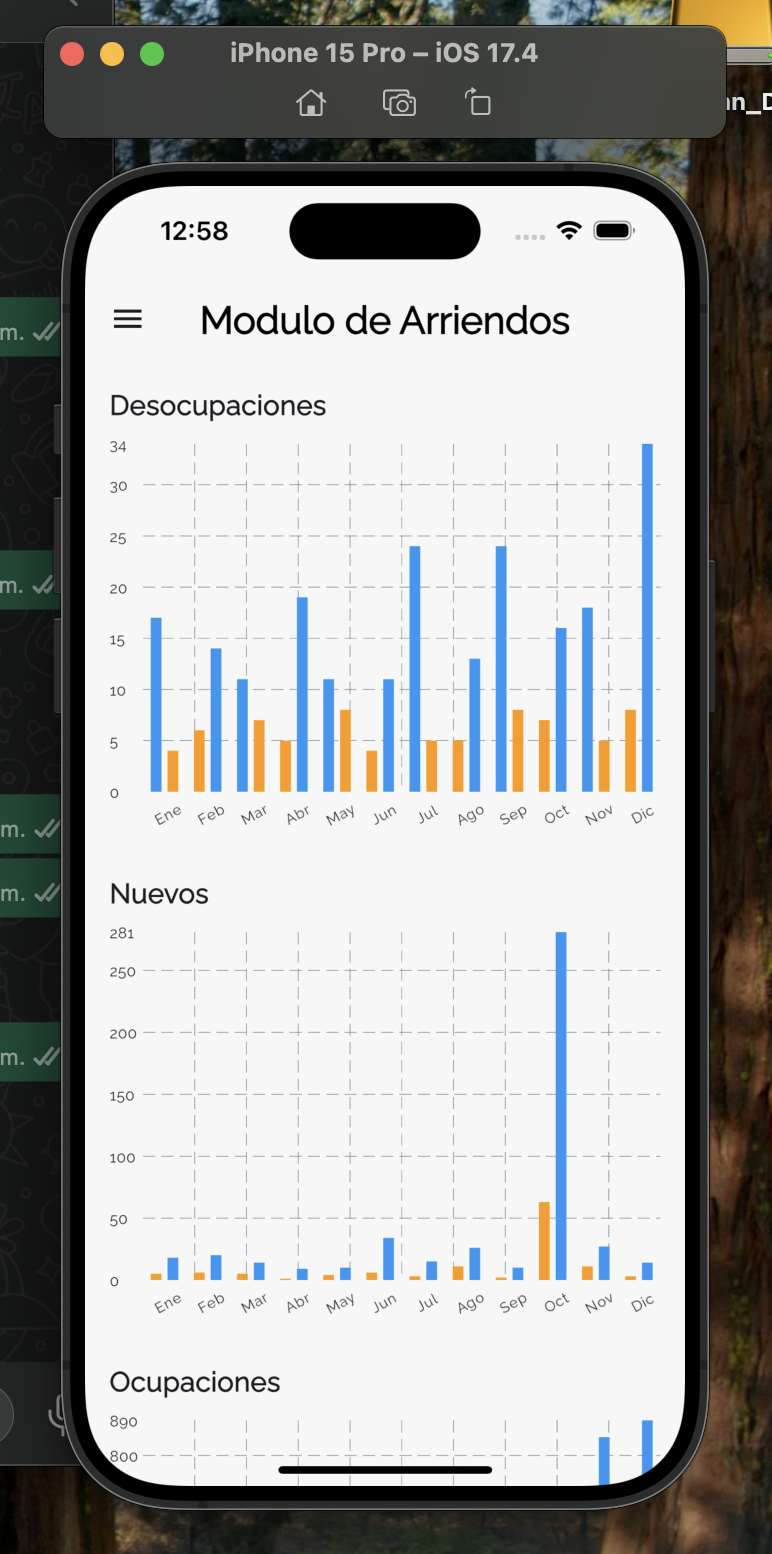 iPhone 15 Pro – iOS 17.4
nn_D
12:58
Modulo de Arriendos
Desocupaciones
34
30
25
20
15
10
5
0
Ene Feb Mar Abr May Jun Jul Ago Sep Oct Nov Dic
Nuevos
281
250
200
150
100
50
0
Ene Feb Mar Abr May Jun Jul Ago Sep Oct Nov Dic
Ocupaciones
890
800
m.
m.
m.
m.
m.